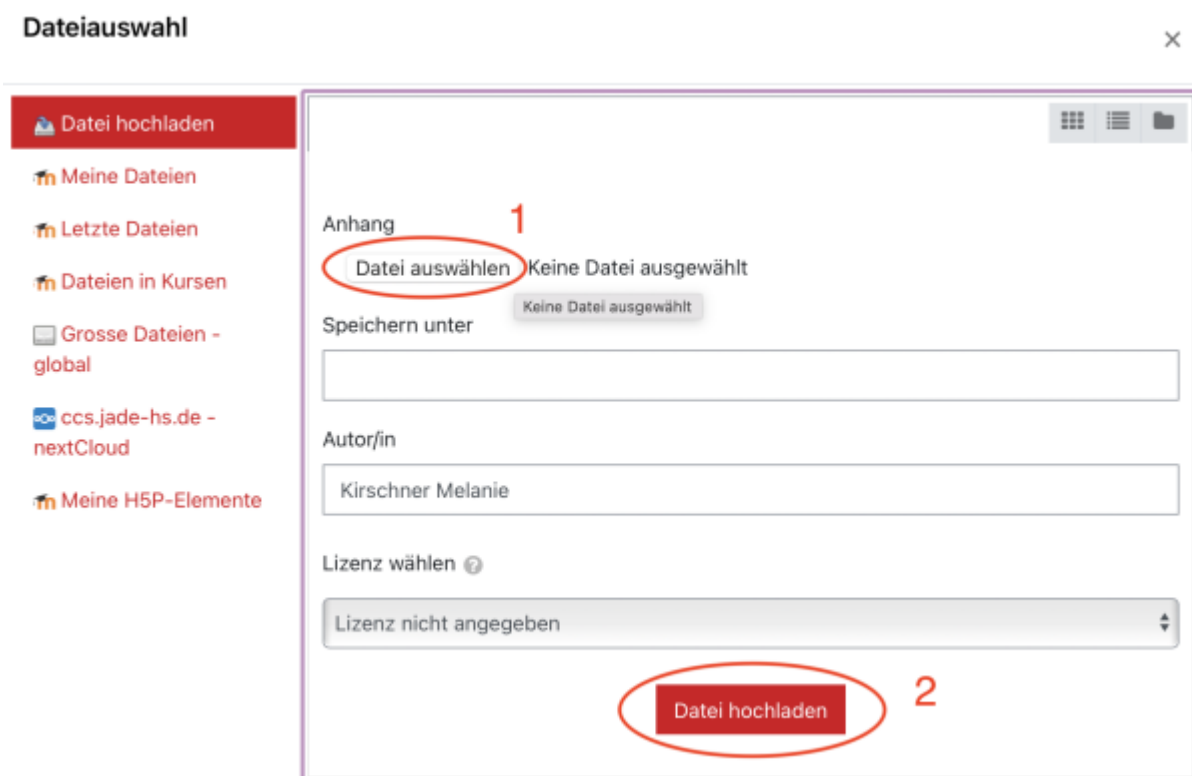 Dateiauswahl
×
Datei hochladen
Meine Dateien
Letzte Dateien
Dateien in Kursen
Grosse Dateien -
global
ccs.jade-hs.de -
nextCloud
Meine H5P-Elemente
Anhang
1
Datei auswählen Keine Datei ausgewählt
Keine Datei ausgewählt
Speichern unter
Autor/in
Kirschner Melanie
Lizenz wählen ?
Lizenz nicht angegeben
Datei hochladen
2